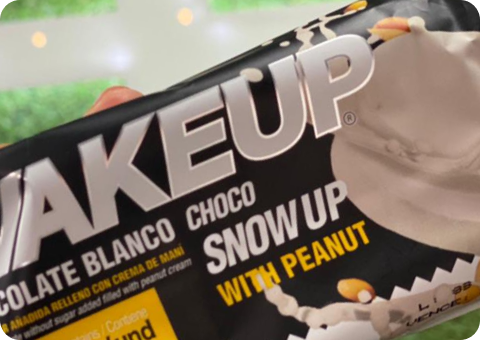 WAKEUP®
COLATE BLANCO CHOCO
SNOW UP
WITH PEANUT
AÑADIDA RELLENO CON CREMA DE MANÍ
without sugar added filled with peanut cream
Contiene